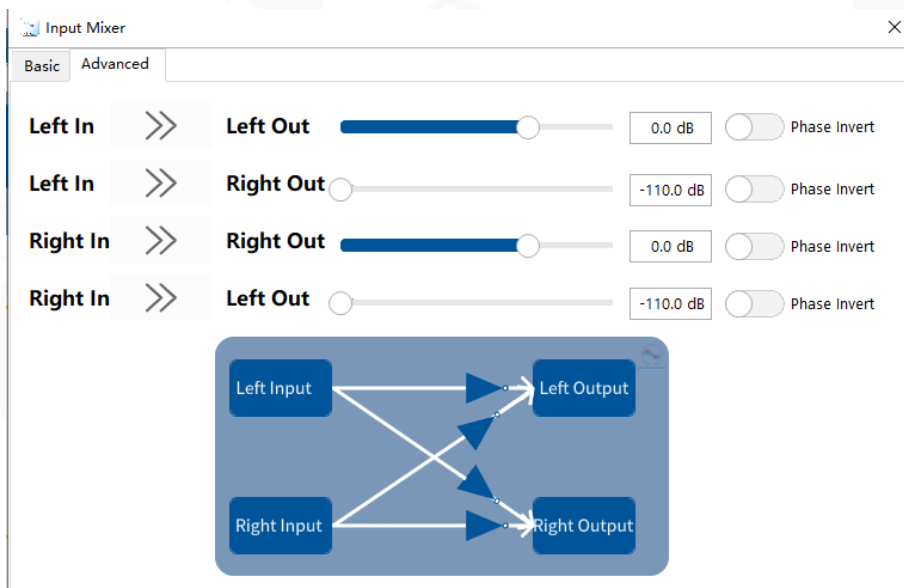 Input Mixer
Basic Advanced
Left In Left Out 0.0 dB Phase Invert
Left In Right Out -110.0 dB Phase Invert
Right In Right Out 0.0 dB Phase Invert
Right In Left Out -110.0 dB Phase Invert
Left Input Left Output
Right Input Right Output